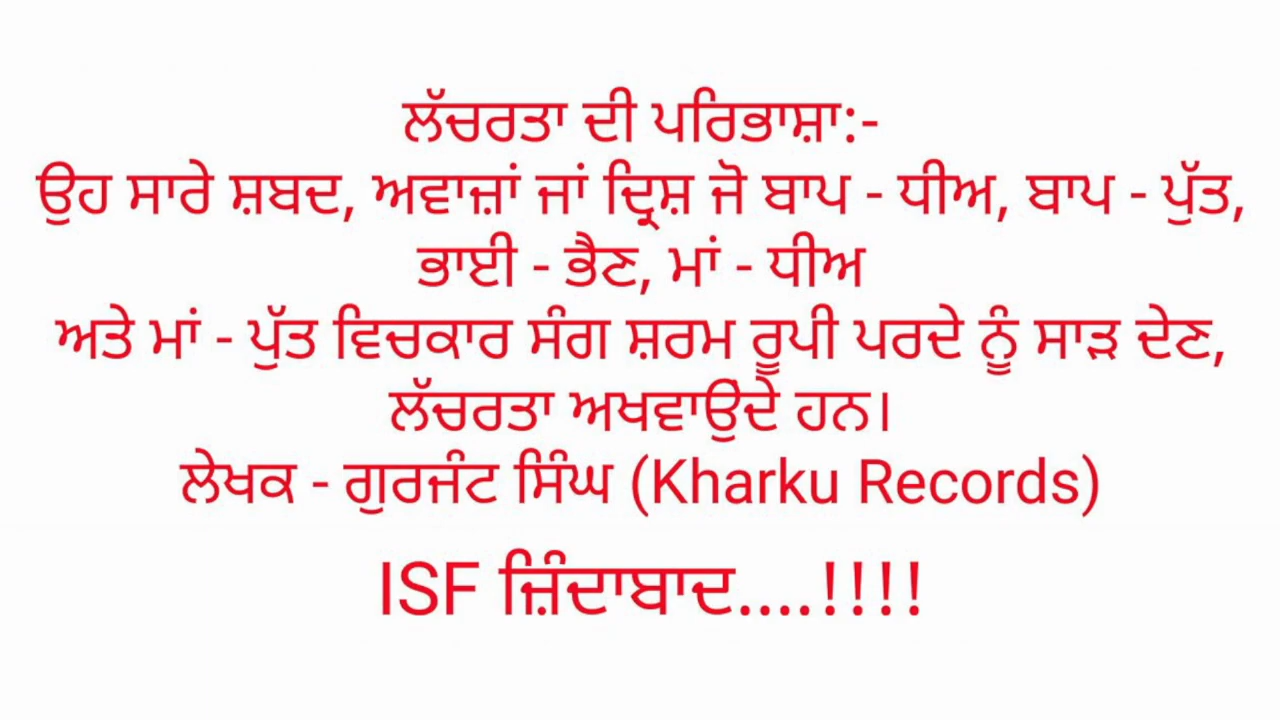 ਲੱਚਰਤਾ ਦੀ ਪਰਿਭਾਸ਼ਾ:-
ਉਹ ਸਾਰੇ ਸ਼ਬਦ, ਅਵਾਜ਼ਾਂ ਜਾਂ ਦ੍ਰਿਸ਼ ਜੋ ਬਾਪ - ਧੀਅ, ਬਾਪ - ਪੁੱਤ,
ਭਾਈ - ਭੈਣ, ਮਾਂ - ਧੀਅ
ਅਤੇ ਮਾਂ - ਪੁੱਤ ਵਿਚਕਾਰ ਸੰਗ ਸ਼ਰਮ ਰੂਪੀ ਪਰਦੇ ਨੂੰ ਸਾੜ ਦੇਣ,
ਲੱਚਰਤਾ ਅਖਵਾਉਂਦੇ ਹਨ।
ਲੇਖਕ - ਗੁਰਜੰਟ ਸਿੰਘ (Kharku Records)
ISF ਜ਼ਿੰਦਾਬਾਦ....!!!!